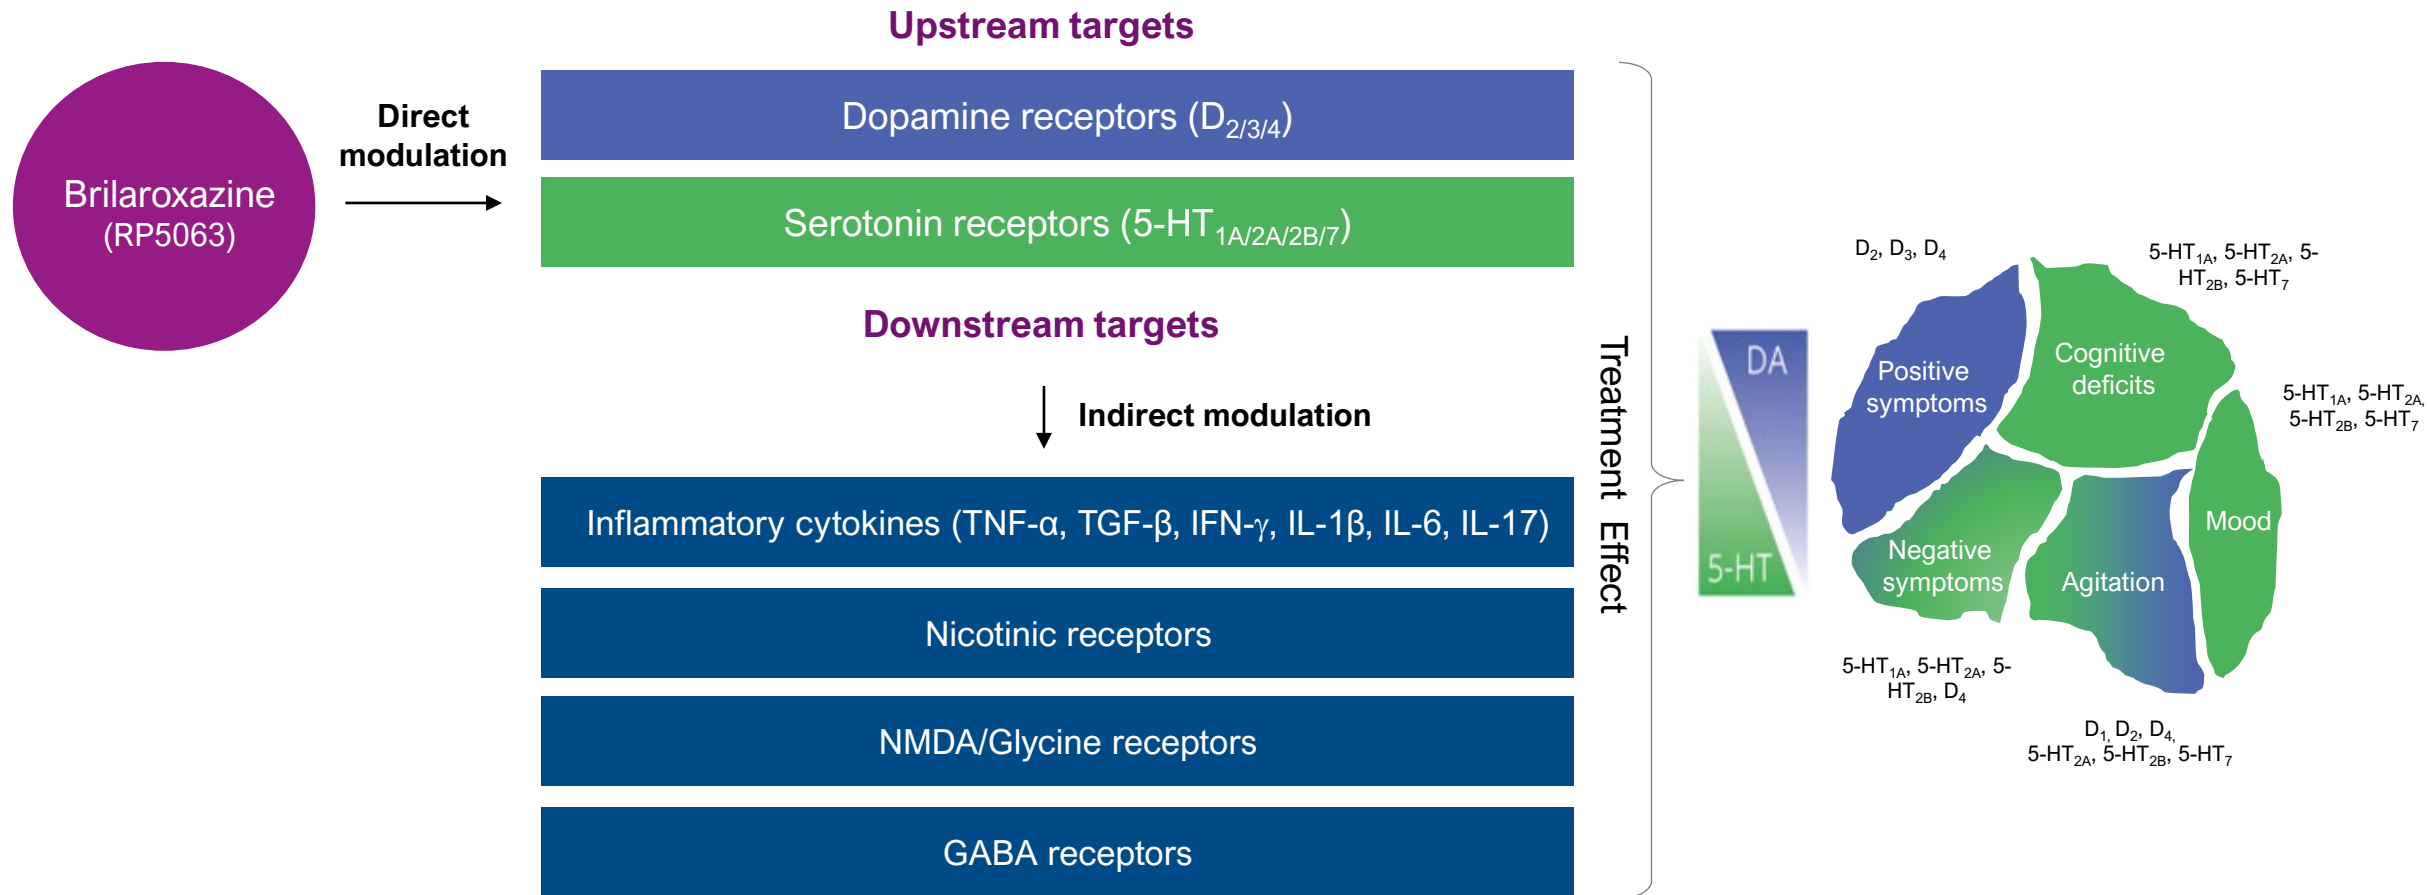 Upstream targets
Brilaroxazine
(RP5063)
Direct
modulation
Dopamine receptors (D2/3/4)
Serotonin receptors (5-HT1A/2A/2B/7)
Downstream targets
Indirect modulation
Inflammatory cytokines (TNF-α, TGF-β, IFN-γ, IL-1β, IL-6, IL-17)
Nicotinic receptors
NMDA/Glycine receptors
GABA receptors
Treatment Effect
DA
5-HT
D2, D3, D4
Positive
symptoms
5-HT1A, 5-HT2A, 5-
HT2B, 5-HT7
Cognitive
deficits
5-HT1A, 5-HT2A,
5-HT2B, 5-HT7
Mood
Negative
symptoms
5-HT1A, 5-HT2A, 5-
HT2B, D4
Agitation
D1, D2, D4,
5-HT2A, 5-HT2B, 5-HT7